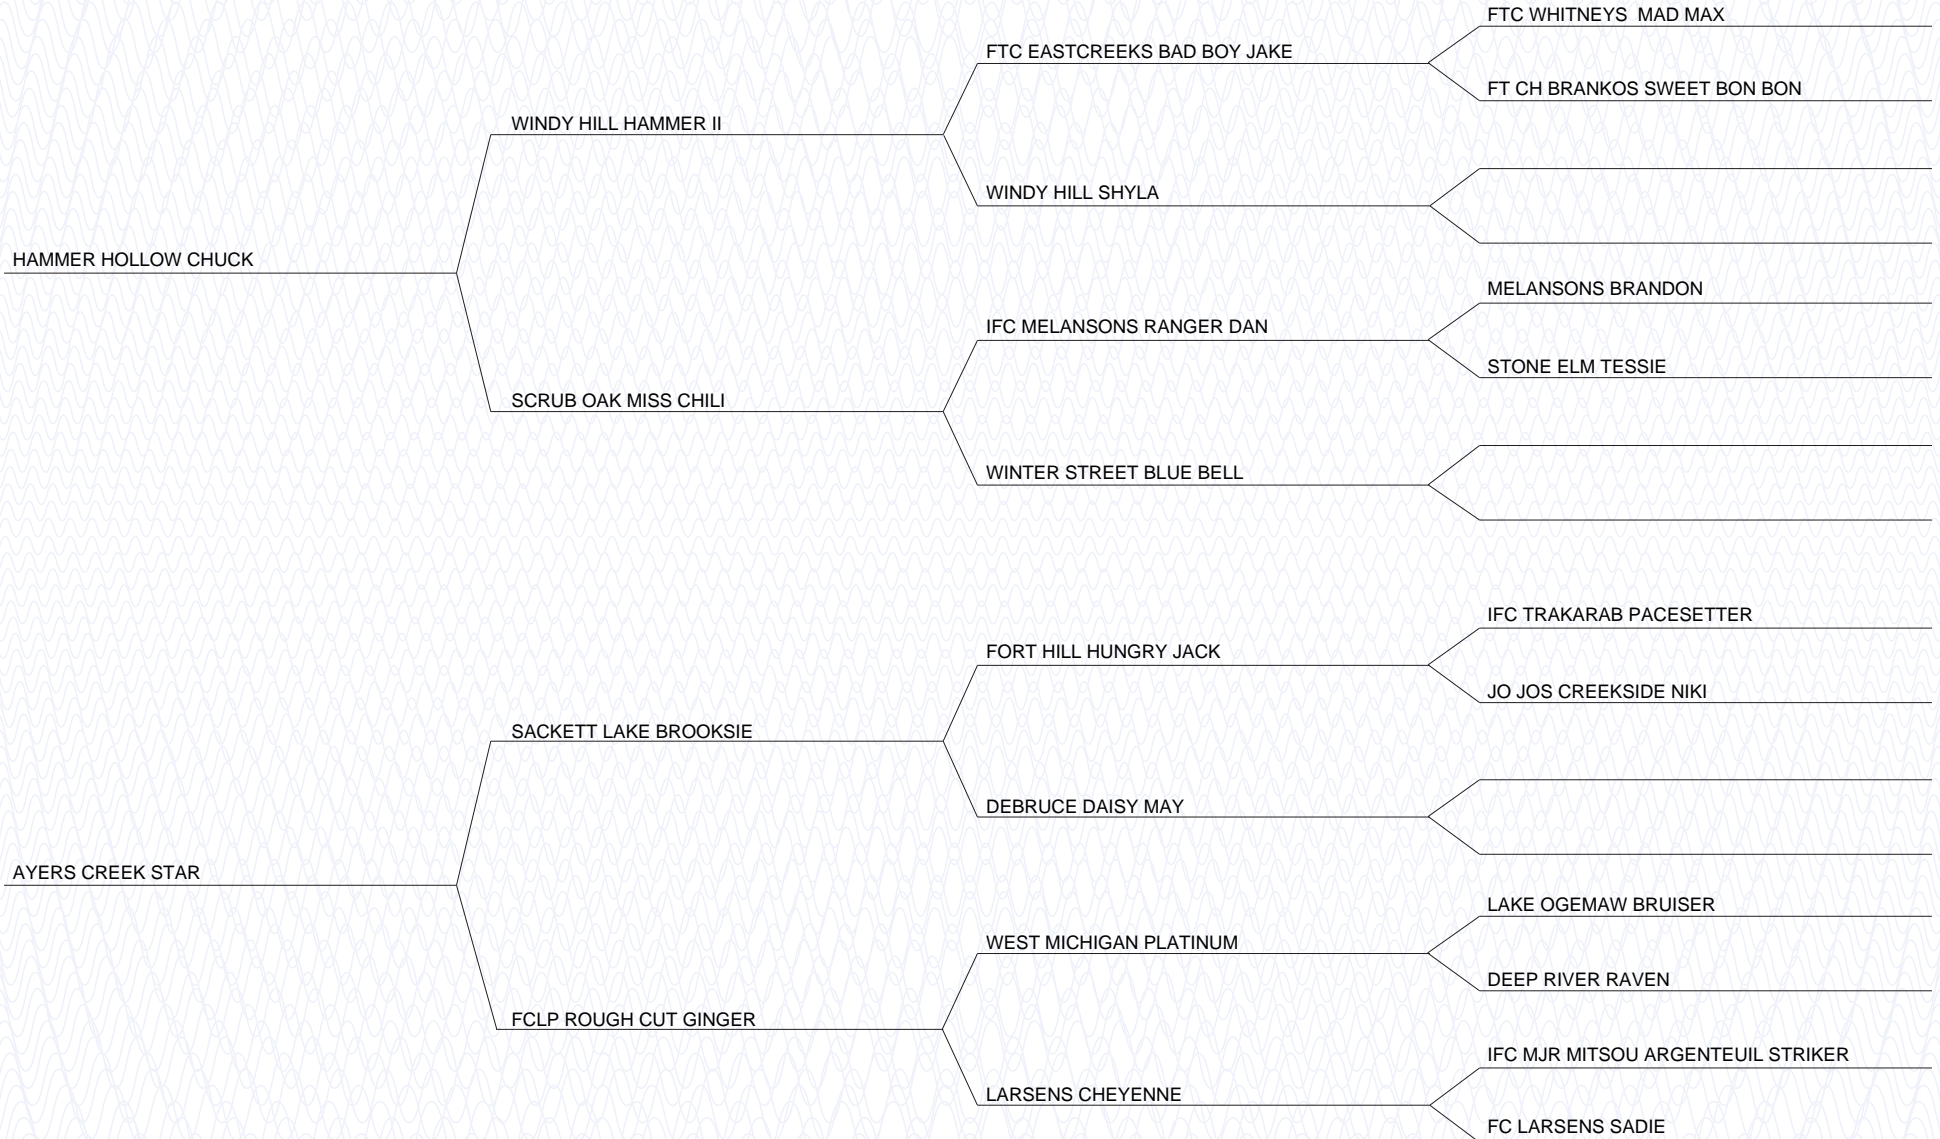 FTC WHITNEYS  MAD MAX
FTC EASTCREEKS BAD BOY JAKE
FT CH BRANKOS SWEET BON BON
WINDY HILL HAMMER II
WINDY HILL SHYLA
HAMMER HOLLOW CHUCK
MELANSONS BRANDON
IFC MELANSONS RANGER DAN
STONE ELM TESSIE
SCRUB OAK MISS CHILI
WINTER STREET BLUE BELL
IFC TRAKARAB PACESETTER
FORT HILL HUNGRY JACK
JO JOS CREEKSIDE NIKI
SACKETT LAKE BROOKSIE
DEBRUCE DAISY MAY
AYERS CREEK STAR
LAKE OGEMAW BRUISER
WEST MICHIGAN PLATINUM
DEEP RIVER RAVEN
FCLP ROUGH CUT GINGER
IFC MJR MITSOU ARGENTEUIL STRIKER
LARSENS CHEYENNE
FC LARSENS SADIE